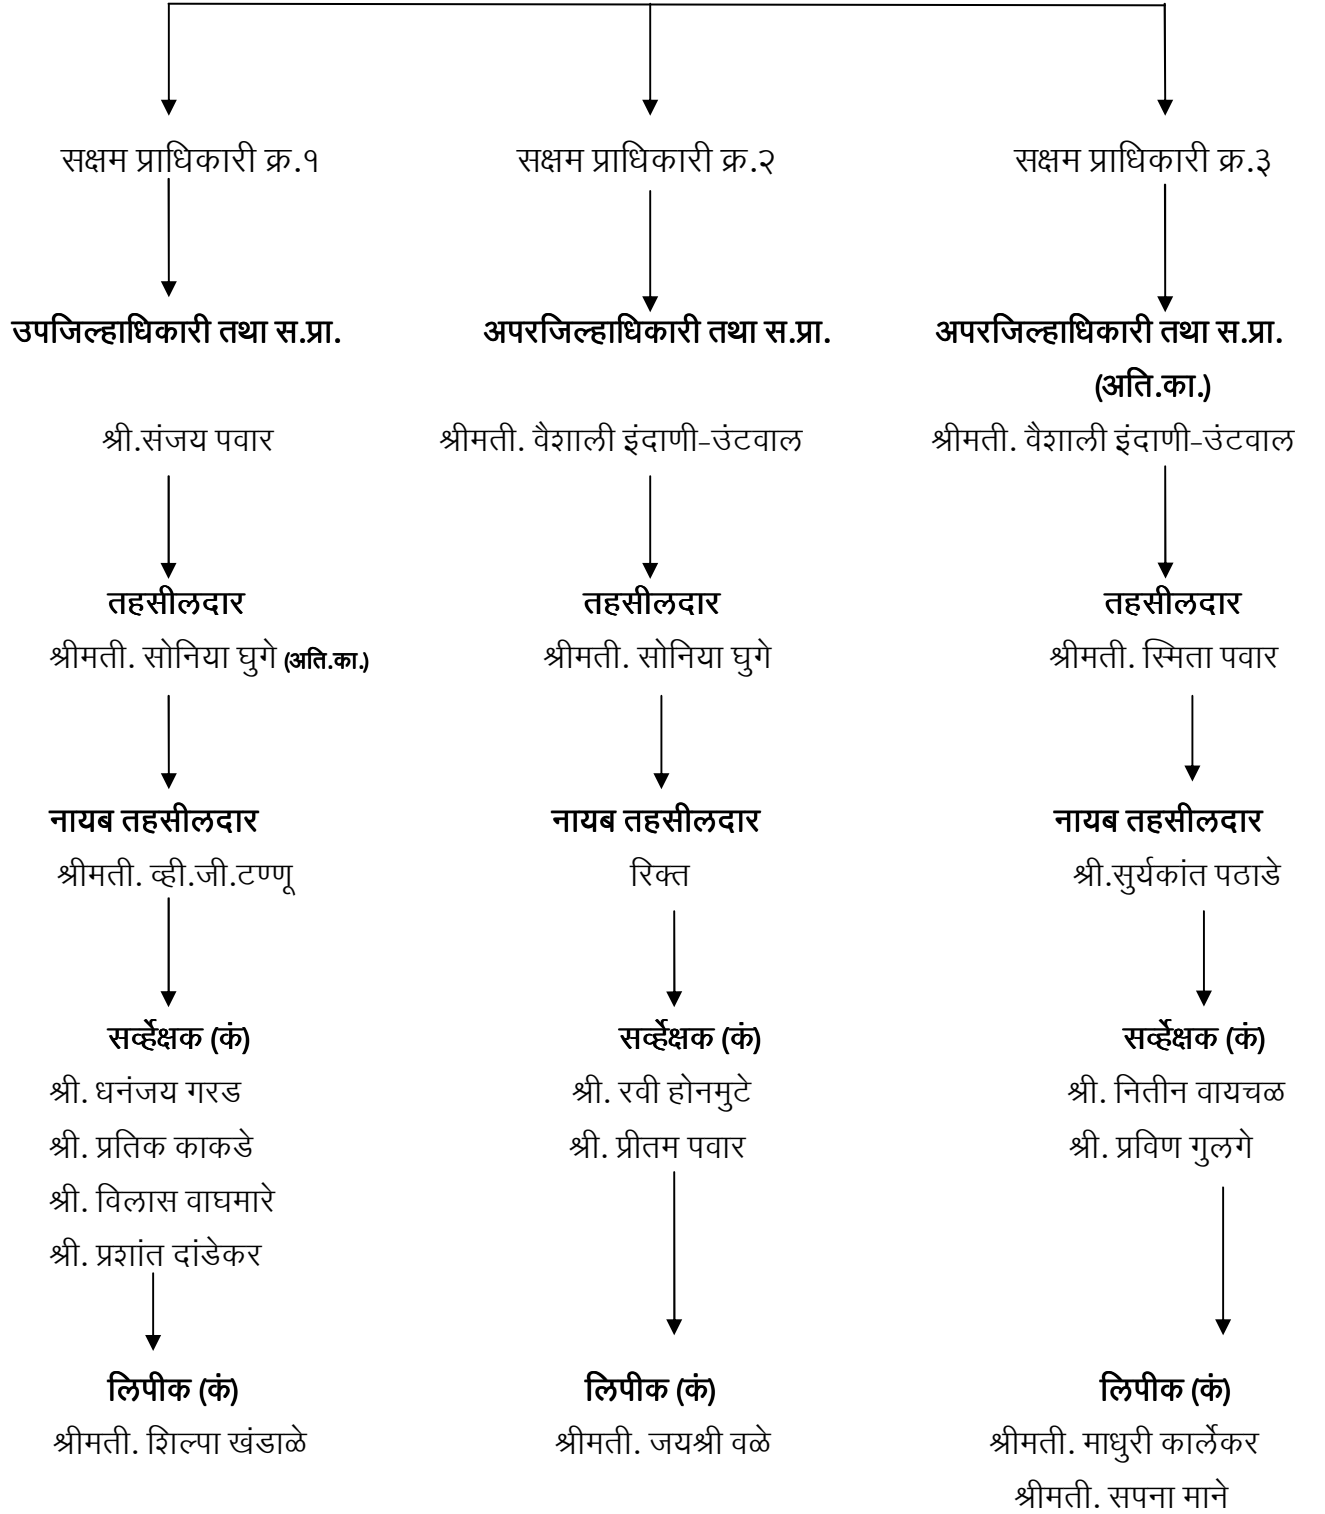 सक्षम प्राधिकारी क्र.१
सक्षम प्राधिकारी क्र.२
सक्षम प्राधिकारी क्र.३
उपजिल्हाधिकारी तथा स.प्रा.
अपरजिल्हाधिकारी तथा स.प्रा.
अपरजिल्हाधिकारी तथा स.प्रा.
(अति.का.)
श्री.संजय पवार
श्रीमती. वैशाली इंदाणी-उंटवाल
श्रीमती. वैशाली इंदाणी-उंटवाल
तहसीलदार
तहसीलदार
तहसीलदार
श्रीमती. सोनिया घुगे (अति.का.)
श्रीमती. सोनिया घुगे
श्रीमती. स्मिता पवार
नायब तहसीलदार
नायब तहसीलदार
नायब तहसीलदार
श्रीमती. व्ही.जी.टण्णू
रिक्त
श्री.सुर्यकांत पठाडे
सर्व्हेक्षक (कं)
सर्व्हेक्षक (कं)
सर्व्हेक्षक (कं)
श्री. धनंजय गरड
श्री. रवी होनमुटे
श्री. नितीन वायचळ
श्री. प्रतिक काकडे
श्री. प्रीतम पवार
श्री. प्रविण गुलगे
श्री. विलास वाघमारे
श्री. प्रशांत दांडेकर
लिपीक (कं)
लिपीक (कं)
लिपीक (कं)
श्रीमती. शिल्पा खंडाळे
श्रीमती. जयश्री वळे
श्रीमती. माधुरी कार्लेकर
श्रीमती. सपना माने